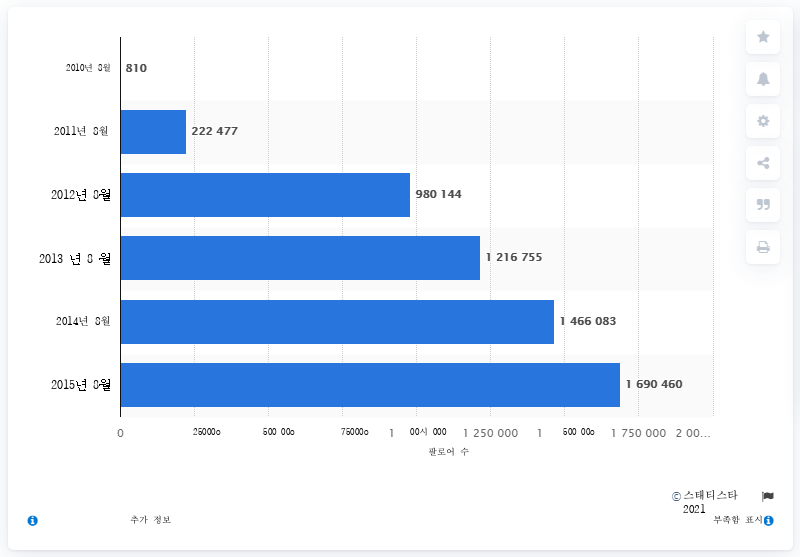 2010년 8월 810
2011년 8월 222 477
2012년 8월 980 144
2013 년 8 월 1 216 755
2014년 8월 1 466 083
2015년 8월 1 690 460
0 25000o 500 00o 75000o 1 00시 000 1 250 000 1 500 00o 1 750 000 2 00...
팔로어 수
© 스태티스타
2021
추가 정보 부족함 표시